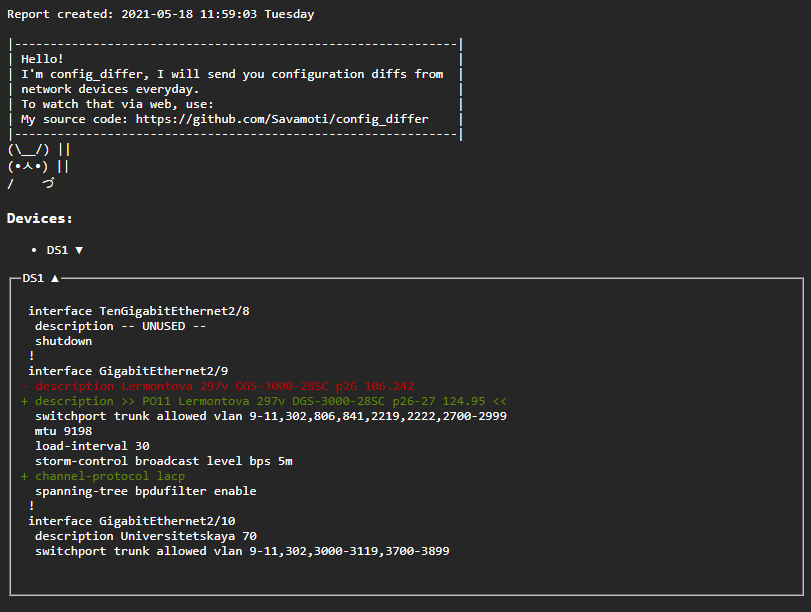 Report created: 2021-05-18 11:59:03 Tuesday
|--------------------------------------------------------------|
| Hello! |
| I'm config_differ, I will send you configuration diffs from |
| network devices everyday. |
| To watch that via web, use: |
| My source code: https://github.com/Savamoti/config_differ |
|--------------------------------------------------------------|
(\__/) ||
(•ㅅ•) ||
/ づ
Devices:
• DS1 ▼
DS1 ▲
interface TenGigabitEthernet2/8
description -- UNUSED --
shutdown
!
interface GigabitEthernet2/9
- description Lermontova 297v DGS-3000-28SC p26 106.242
+ description >> PO11 Lermontova 297v DGS-3000-28SC p26-27 124.95 <<
switchport trunk allowed vlan 9-11,302,806,841,2219,2222,2700-2999
mtu 9198
load-interval 30
storm-control broadcast level bps 5m
+ channel-protocol lacp
spanning-tree bpdufilter enable
!
interface GigabitEthernet2/10
description Universitetskaya 70
switchport trunk allowed vlan 9-11,302,3000-3119,3700-3899